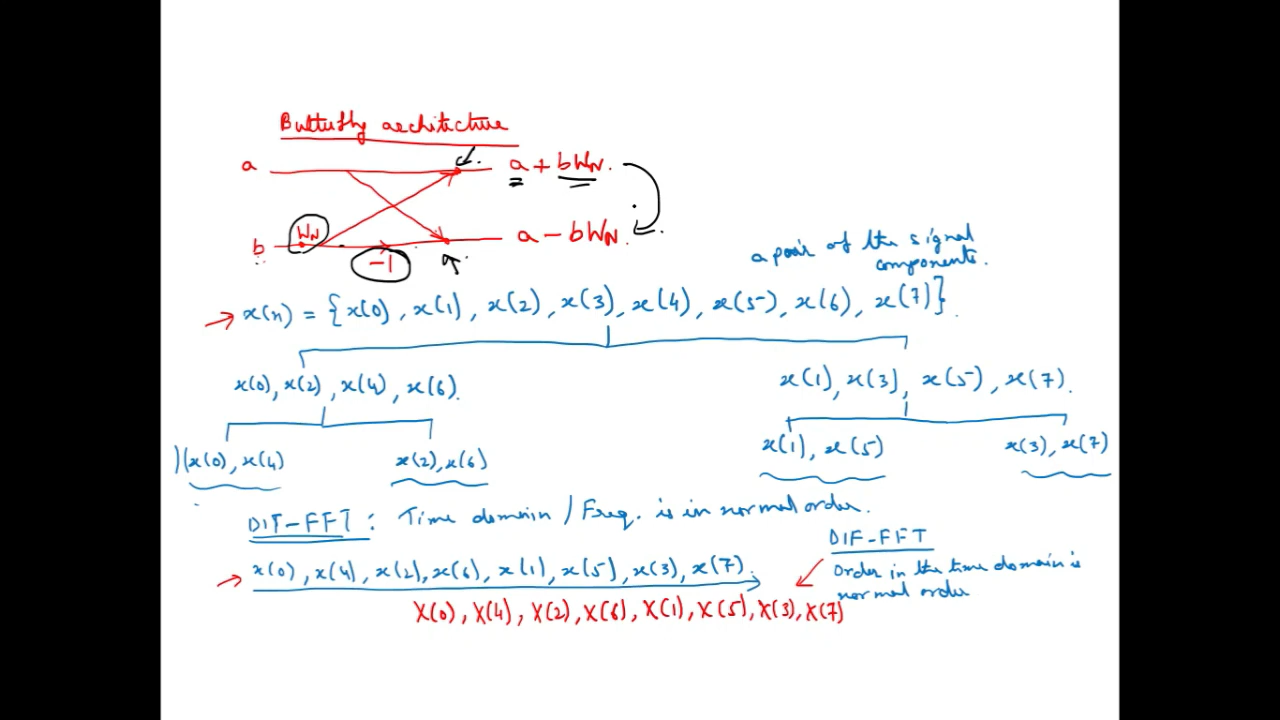 Butterfly architecture
a
a + bWN.
b
WN
-1
a - bWN.
a pair of the signal
components.
x(n) = {x(0), x(1), x(2), x(3), x(4), x(5), x(6), x(7)}.
x(0), x(2), x(4), x(6).
x(1), x(3), x(5), x(7).
x(0), x(4)
x(2), x(6)
x(1), x(5)
x(3), x(7)
DIT-FFT: Time domain / Freq. is in normal order.
x(0), x(4), x(2), x(6), x(1), x(5), x(3), x(7).
DIF-FFT
Order in the time domain is
normal order
X(0), X(4), X(2), X(6), X(1), X(5), X(3), X(7)